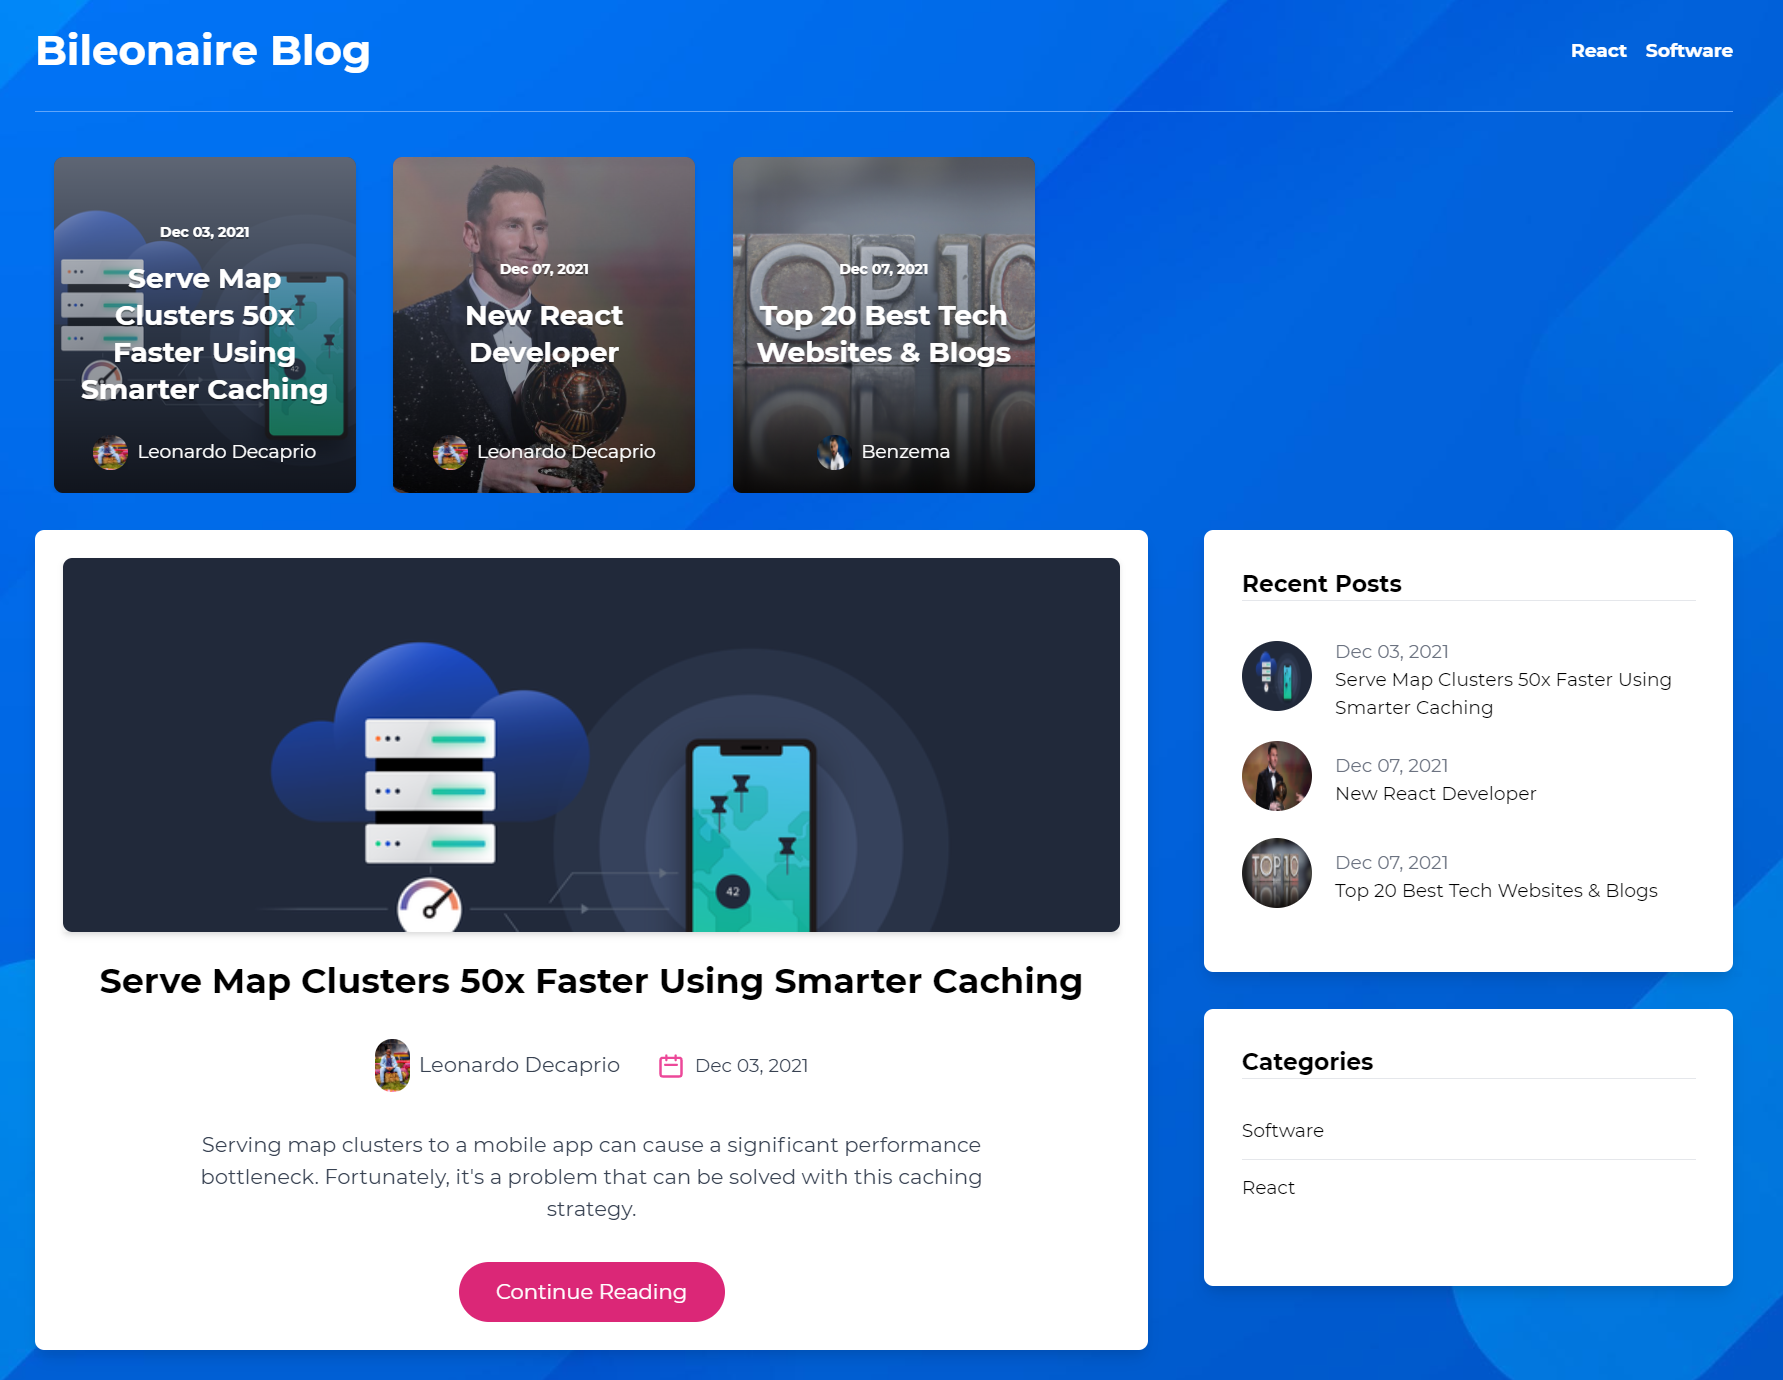 Bileonaire Blog
React Software
Dec 03, 2021
Serve Map
Clusters 50x
Faster Using
Smarter Caching
42
Leonardo Decaprio
Dec 07, 2021
New React
Developer
Leonardo Decaprio
TOP 10
Dec 07, 2021
Top 20 Best Tech
Websites & Blogs
Benzema
42
Serve Map Clusters 50x Faster Using Smarter Caching
Leonardo Decaprio
Dec 03, 2021
Serving map clusters to a mobile app can cause a significant performance
bottleneck. Fortunately, it's a problem that can be solved with this caching
strategy.
Continue Reading
Recent Posts
Dec 03, 2021
Serve Map Clusters 50x Faster Using
Smarter Caching
Dec 07, 2021
New React Developer
TOP 10
Dec 07, 2021
Top 20 Best Tech Websites & Blogs
Categories
Software
React